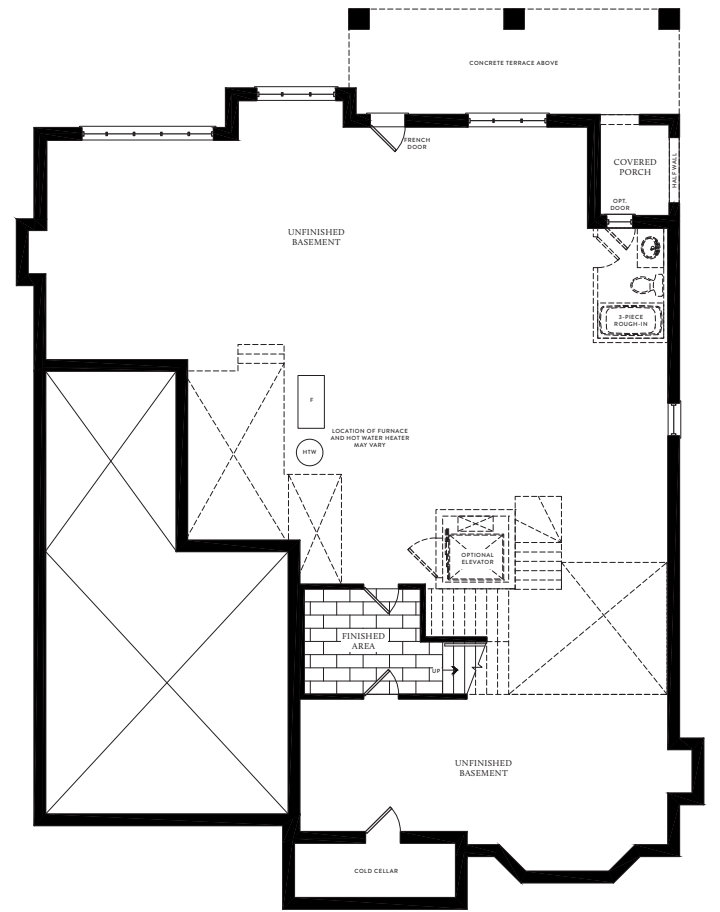 CONCRETE TERRACE ABOVE
FRENCH
DOOR
COVERED
PORCH
HALF WALL
OPT.
DOOR
UNFINISHED
BASEMENT
3-PIECE
ROUGH-IN
F
LOCATION OF FURNACE
AND HOT WATER HEATER
MAY VARY
HTW
OPTIONAL
ELEVATOR
FINISHED
AREA
UP
UNFINISHED
BASEMENT
COLD CELLAR